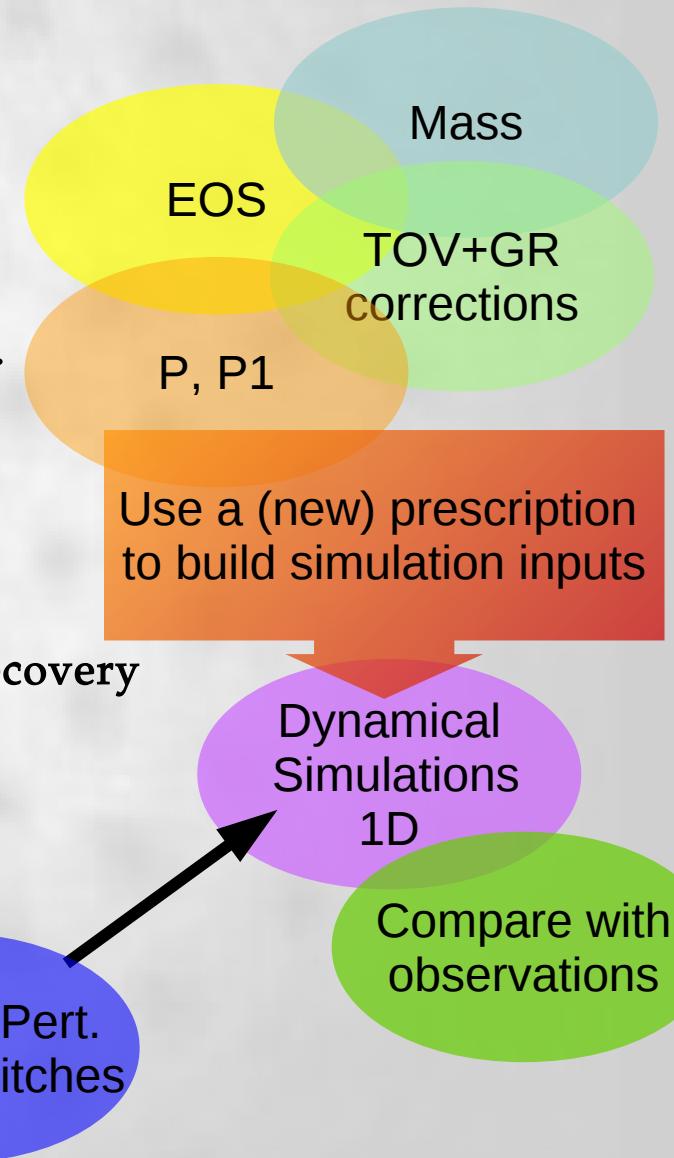 Mass
EOS
TOV+GR
corrections
P, P1
Use a (new) prescription
to build simulation inputs
covery
Dynamical
Simulations
1D
Compare with
observations
Pert.
itches